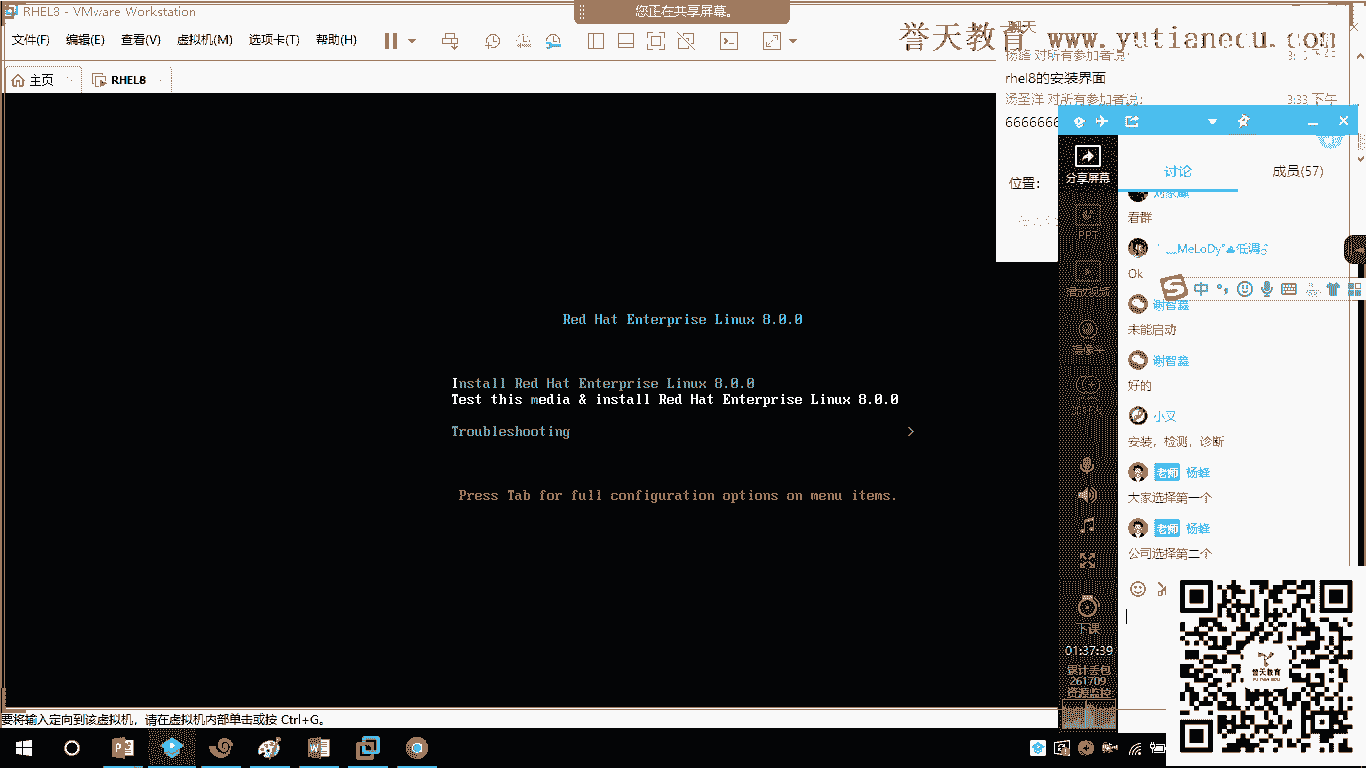 RHEL8 - VMware Workstation
您正在共享屏幕。
文件(F) 编辑(E) 查看(V) 虚拟机(M) 选项卡(T) 帮助(H)
誉天教育 www.yutianedu.com
聊天
杨峰 对所有参加者说:
rhel8的安装界面
汤圣洋 对所有参加者说: 3:33 下午
6666666
位置:
主页
RHEL8
Red Hat Enterprise Linux 8.0.0
Install Red Hat Enterprise Linux 8.0.0
Test this media & install Red Hat Enterprise Linux 8.0.0
Troubleshooting >
Press Tab for full configuration options on menu items.
要将输入定向到该虚拟机，请在虚拟机内部单击或按 Ctrl+G。
分享屏幕
PPT
下课
01:37:39
累计丢包
261709
资源监控
讨论
成员(57)
看群
MeLoDy°
低调
Ok
中
谢智鑫
未能启动
谢智鑫
好的
小又
安装，检测，诊断
老师 杨峰
大家选择第一个
老师 杨峰
公司选择第二个
誉天教育